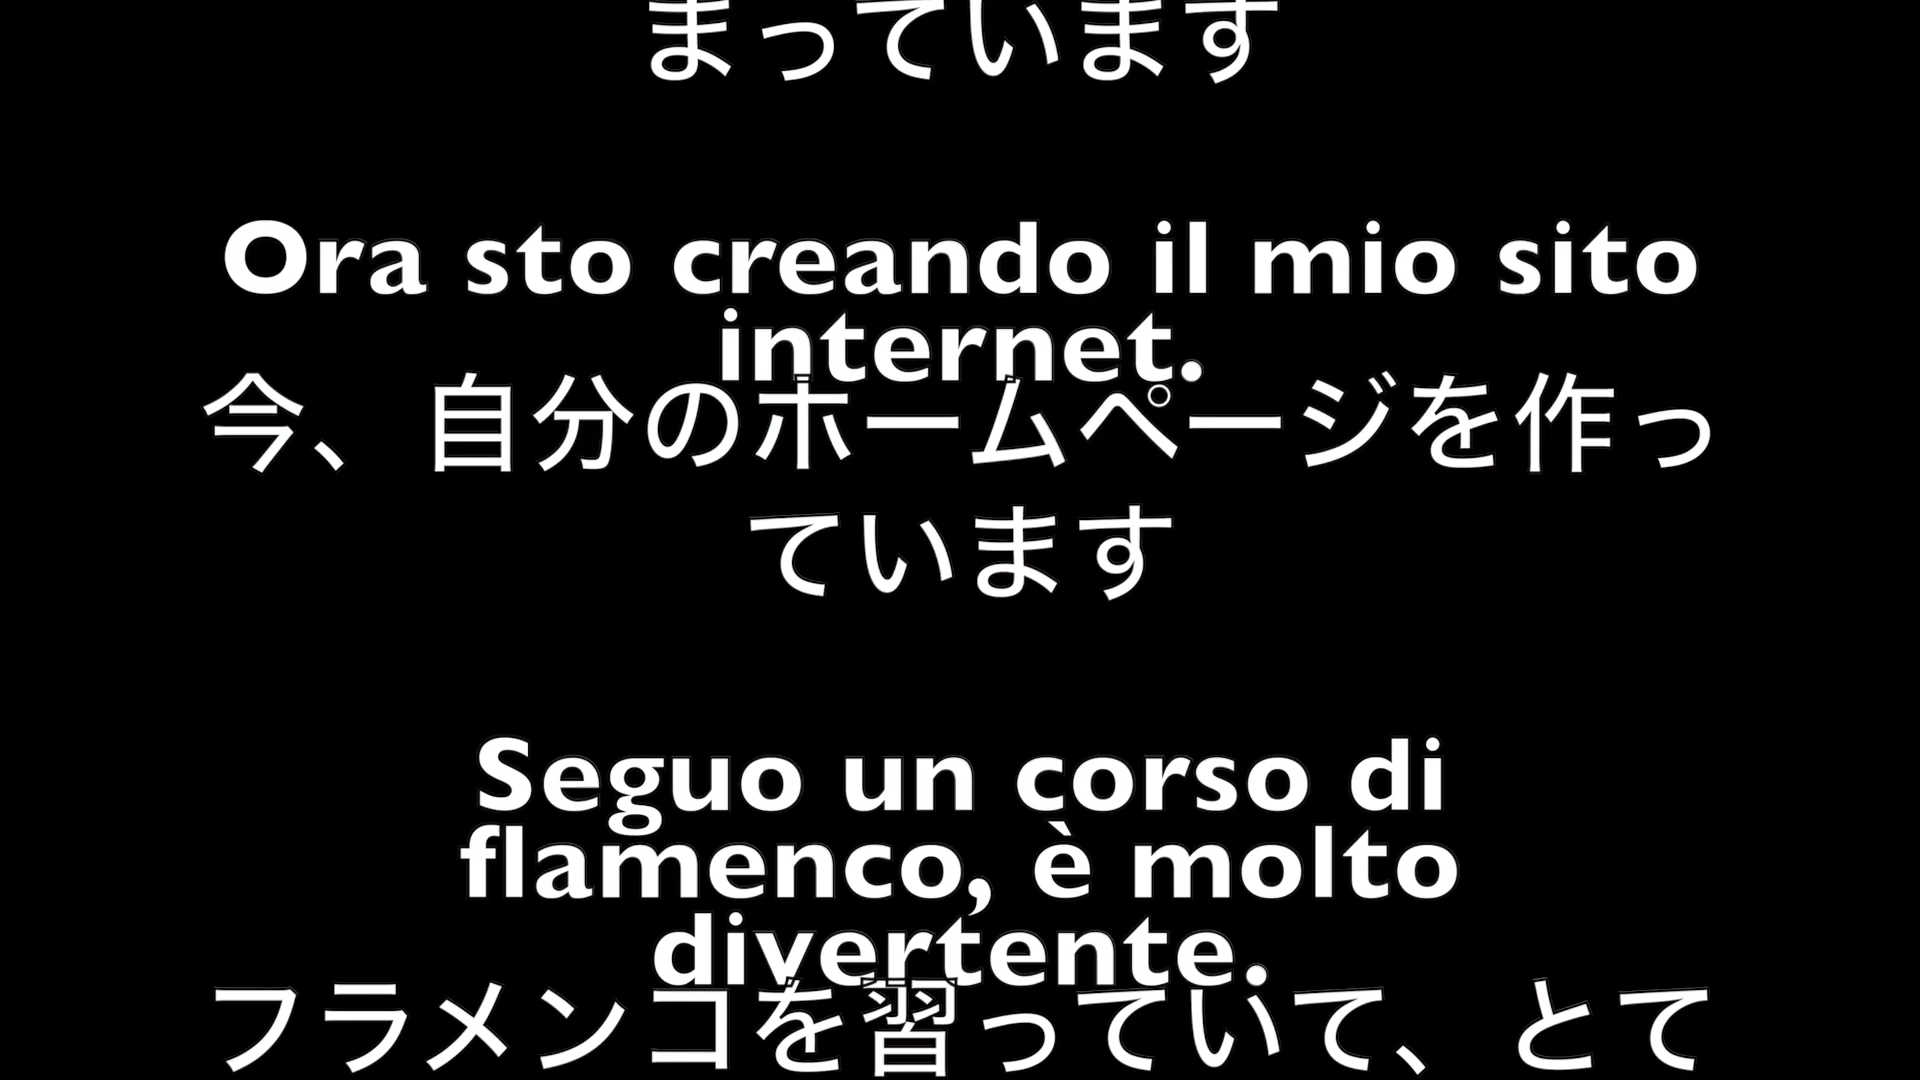 まっています
Ora sto creando il mio sito
internet.
今、自分のホームページを作っ
ています
Seguo un corso di
flamenco, è molto
divertente.
フラメンコを習っていて、とて